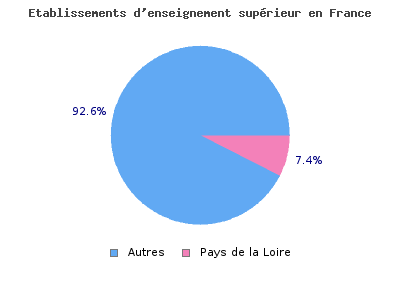 Etablissements d’enseignement supérieur en France
92.6%
7.4%
Autres
Pays de la Loire